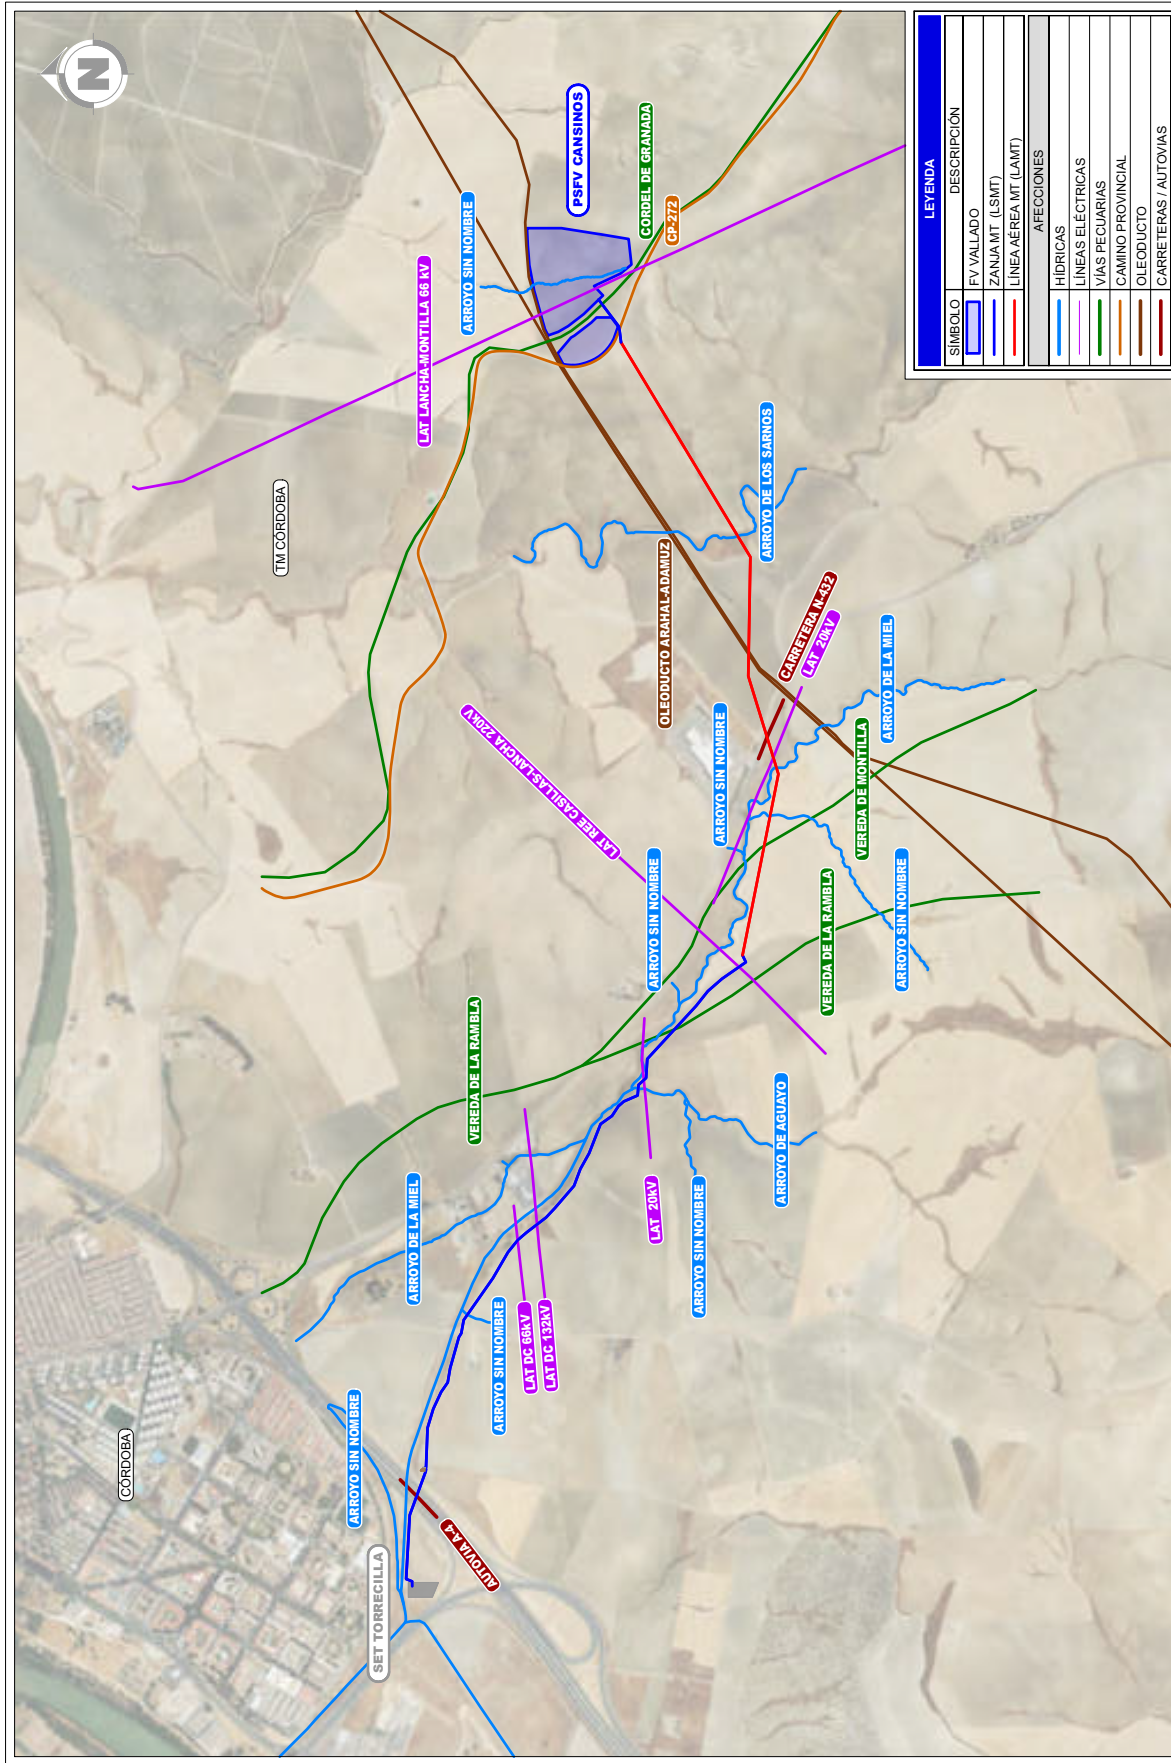 N
PSFV CANSINOS
CORDEL DE GRANADA
CP-272
ARROYO SIN NOMBRE
LAT LANCHA-MONTILLA 66 kV
TM CÓRDOBA
ARROYO DE LOS SARNOS
OLEODUCTO ARAHAL-ADAMUZ
CARRETERA N-432
LAT 20kV
ARROYO DE LA MIEL
ARROYO SIN NOMBRE
VEREDA DE MONTILLA
LAT REE CASILLAS-LANCHA 220kV
ARROYO SIN NOMBRE
VEREDA DE LA RAMBLA
ARROYO SIN NOMBRE
VEREDA DE LA RAMBLA
ARROYO DE AGUAYO
LAT 20kV
ARROYO SIN NOMBRE
ARROYO DE LA MIEL
ARROYO SIN NOMBRE
LAT DC 66kV
LAT DC 132kV
ARROYO SIN NOMBRE
CÓRDOBA
AUTOVIA A-4
SET TORRECILLA
LEYENDA
SÍMBOLO DESCRIPCIÓN
FV VALLADO
ZANJA MT (LSMT)
LÍNEA AÉREA MT (LAMT)
AFECCIONES
HÍDRICAS
LÍNEAS ELÉCTRICAS
VÍAS PECUARIAS
CAMINO PROVINCIAL
OLEODUCTO
CARRETERAS / AUTOVIAS